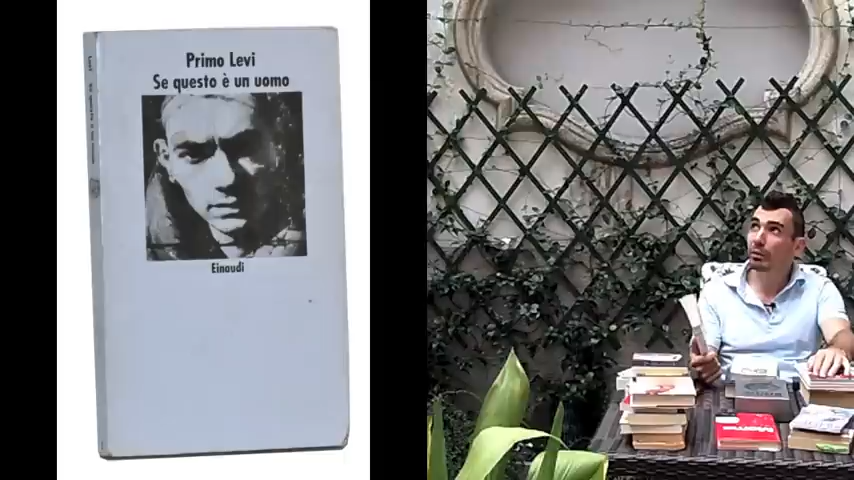 Primo Levi
Se questo è un uomo
Einaudi